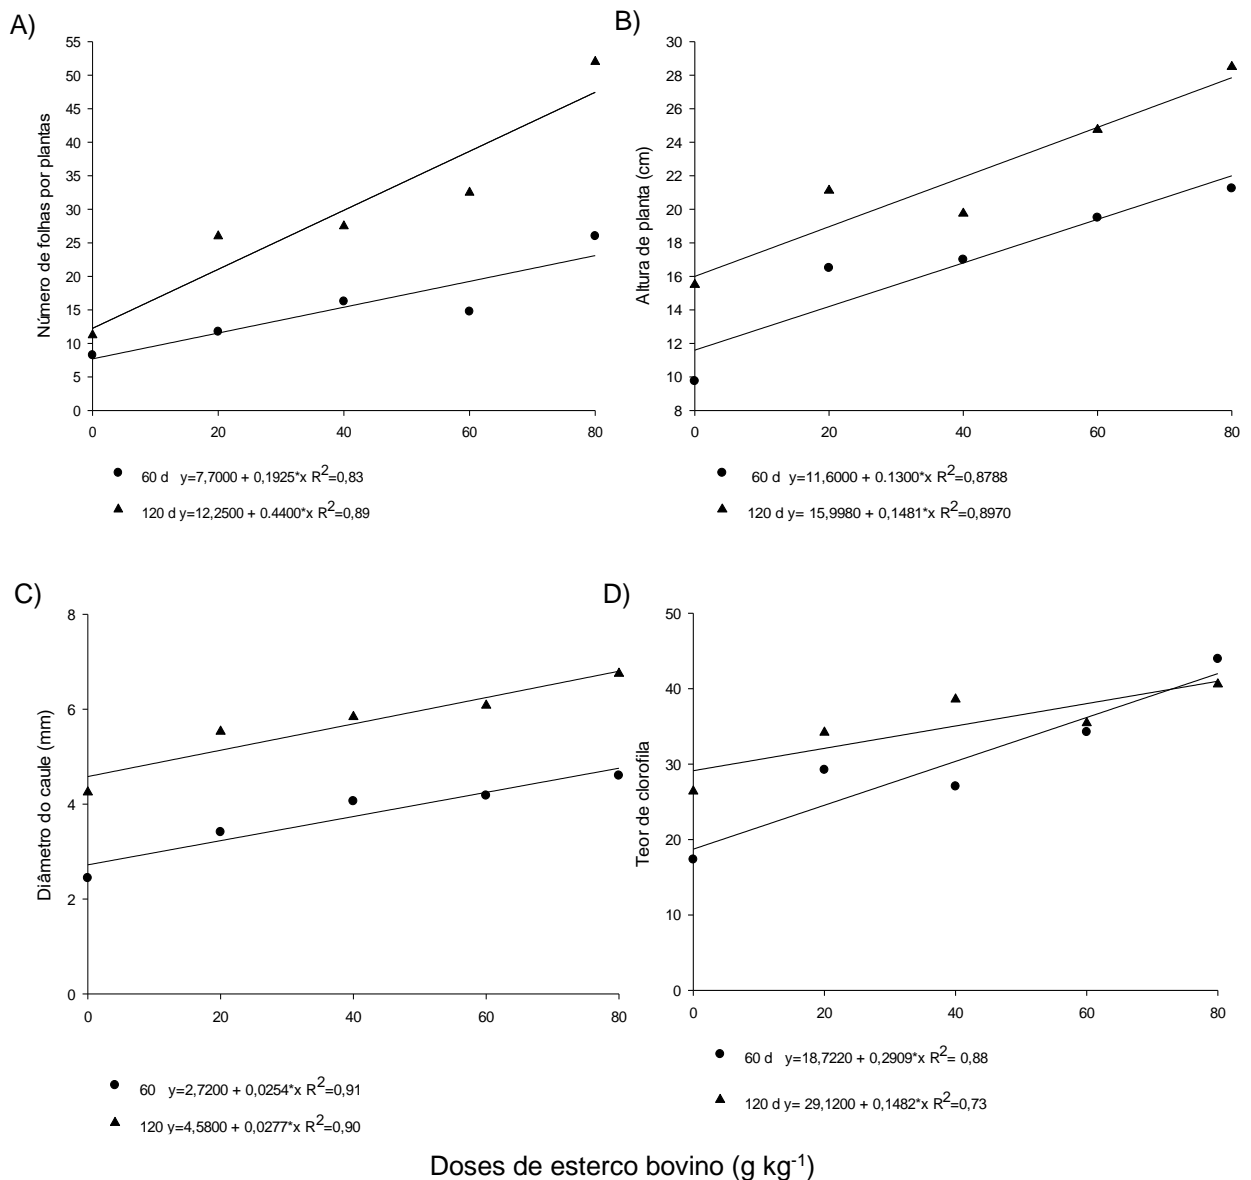 A)
Número de folhas por plantas
55
50
45
40
35
30
25
20
15
10
5
0
0 20 40 60 80
60 d y=7,7000 + 0,1925*x R2=0,83
120 d y=12,2500 + 0.4400*x R2=0,89
B)
Altura de planta (cm)
30
28
26
24
22
20
18
16
14
12
10
8
0 20 40 60 80
60 d y=11,6000 + 0.1300*x R2=0,8788
120 d y= 15,9980 + 0,1481*x R2=0,8970
C)
Diâmetro do caule (mm)
8
6
4
2
0
0 20 40 60 80
60 y=2,7200 + 0,0254*x R2=0,91
120 y=4,5800 + 0,0277*x R2=0,90
D)
Teor de clorofila
50
40
30
20
10
0
0 20 40 60 80
60 d y=18,7220 + 0,2909*x R2= 0,88
120 d y= 29,1200 + 0,1482*x R2=0,73
Doses de esterco bovino (g kg-1)